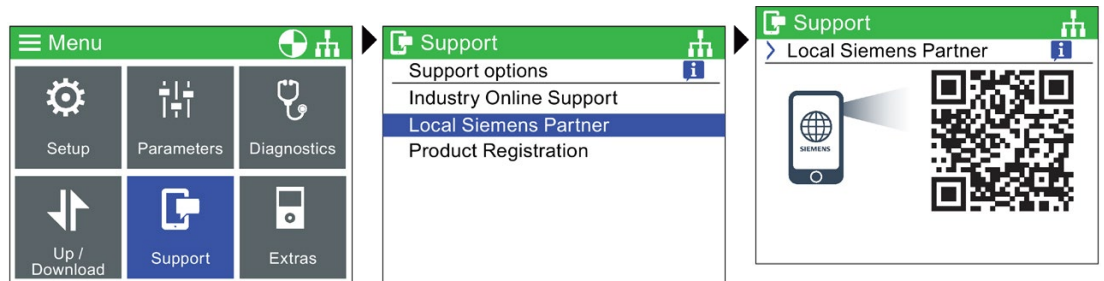 Menu
Setup
Parameters
Diagnostics
Up /
Download
Support
Extras
Support
Support options
Industry Online Support
Local Siemens Partner
Product Registration
Support
Local Siemens Partner
SIEMENS